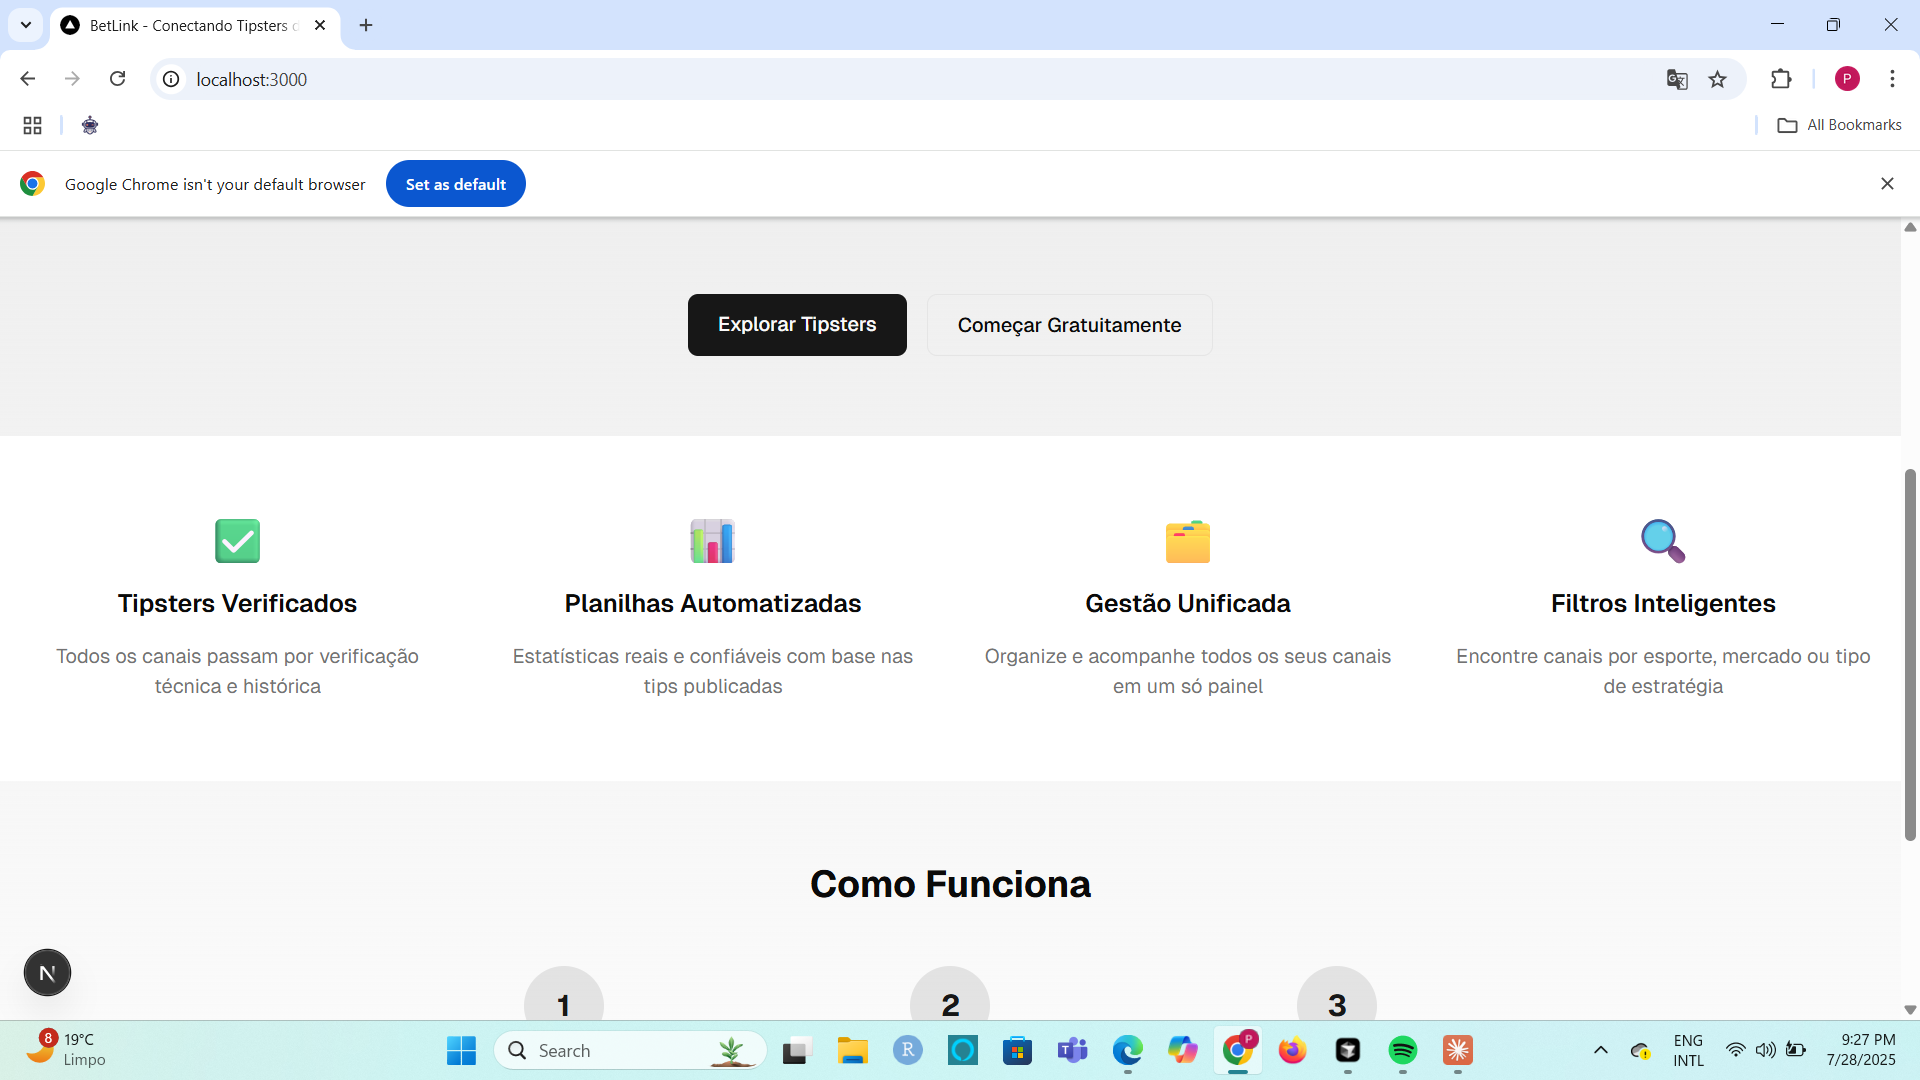 BetLink - Conectando Tipsters
localhost:3000
P
All Bookmarks
Google Chrome isn't your default browser
Set as default
Explorar Tipsters
Começar Gratuitamente
Tipsters Verificados
Todos os canais passam por verificação
técnica e histórica
Planilhas Automatizadas
Estatísticas reais e confiáveis com base nas
tips publicadas
Gestão Unificada
Organize e acompanhe todos os seus canais
em um só painel
Filtros Inteligentes
Encontre canais por esporte, mercado ou tipo
de estratégia
Como Funciona
1
2
3
N
8
19°C
Limpo
Search
R
P
ENG
INTL
9:27 PM
7/28/2025